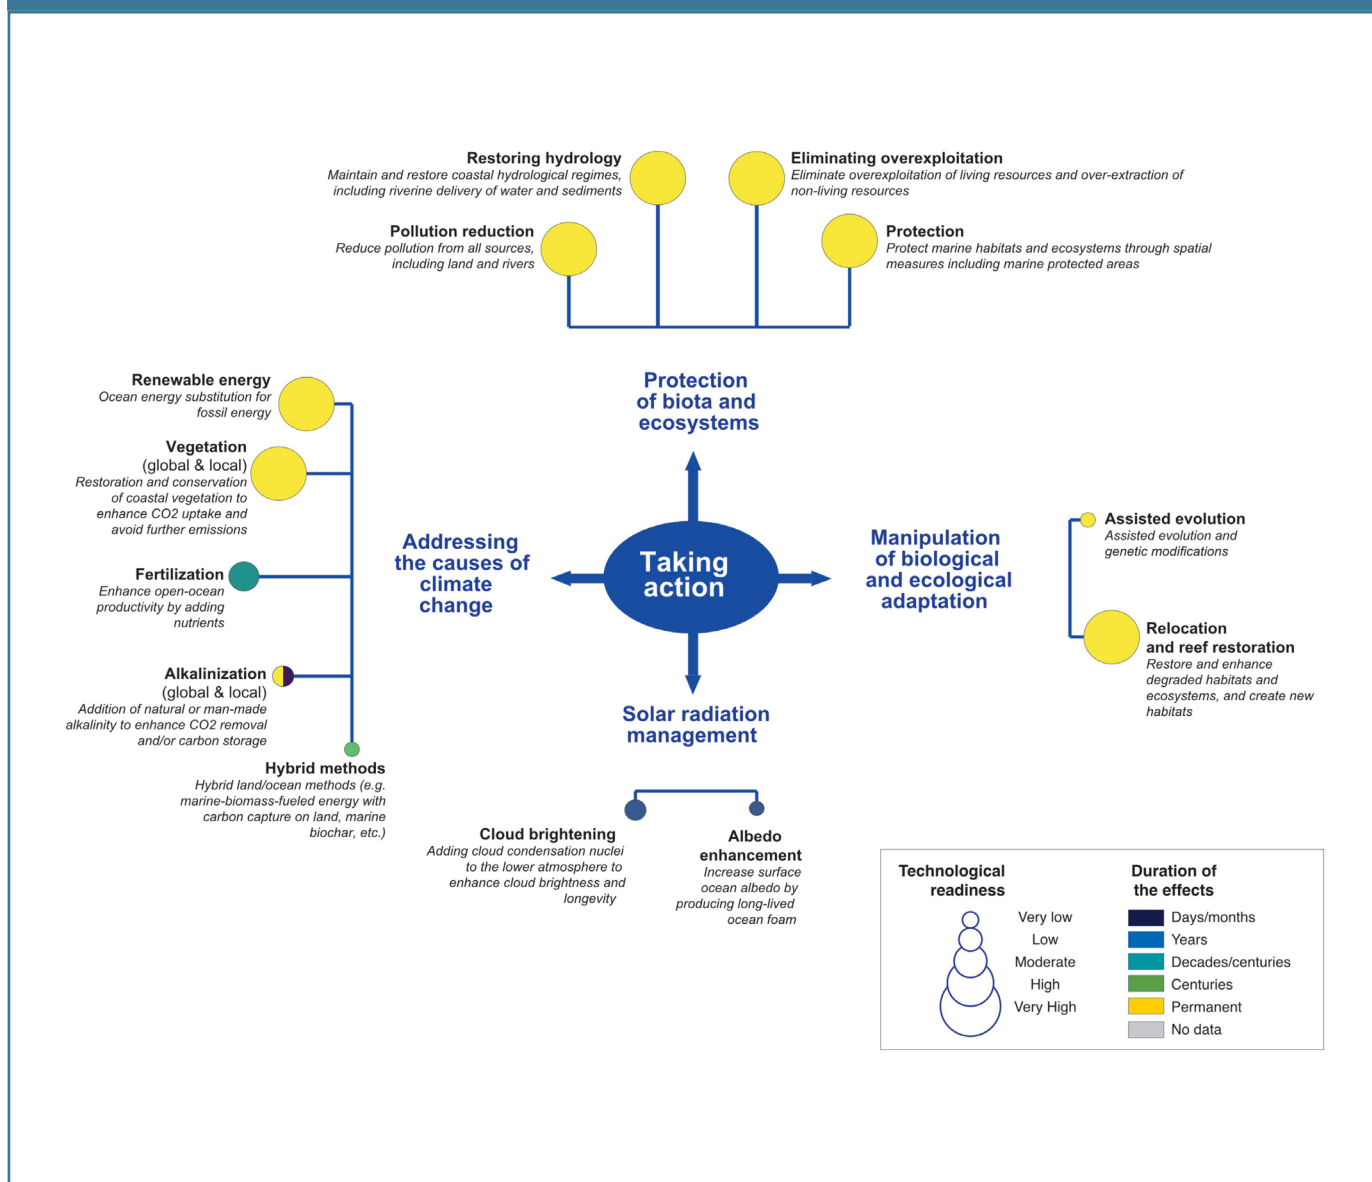 Restoring hydrology
Maintain and restore coastal hydrological regimes,
including riverine delivery of water and sediments
Eliminating overexploitation
Eliminate overexploitation of living resources and over-extraction of
non-living resources
Pollution reduction
Reduce pollution from all sources,
including land and rivers
Protection
Protect marine habitats and ecosystems through spatial
measures including marine protected areas
Protection
of biota and
ecosystems
Renewable energy
Ocean energy substitution for
fossil energy
Vegetation
(global & local)
Restoration and conservation
of coastal vegetation to
enhance CO2 uptake and
avoid further emissions
Fertilization
Enhance open-ocean
productivity by adding
nutrients
Alkalinization
(global & local)
Addition of natural or man-made
alkalinity to enhance CO2 removal
and/or carbon storage
Hybrid methods
Hybrid land/ocean methods (e.g.
marine-biomass-fueled energy with
carbon capture on land, marine
biochar, etc.)
Addressing
the causes of
climate
change
Taking
action
Manipulation
of biological
and ecological
adaptation
Assisted evolution
Assisted evolution and
genetic modifications
Relocation
and reef restoration
Restore and enhance
degraded habitats and
ecosystems, and create new
habitats
Solar radiation
management
Cloud brightening
Adding cloud condensation nuclei
to the lower atmosphere to
enhance cloud brightness and
longevity
Albedo
enhancement
Increase surface
ocean albedo by
producing long-lived
ocean foam
Technological
readiness
Very low
Low
Moderate
High
Very High
Duration of
the effects
Days/months
Years
Decades/centuries
Centuries
Permanent
No data